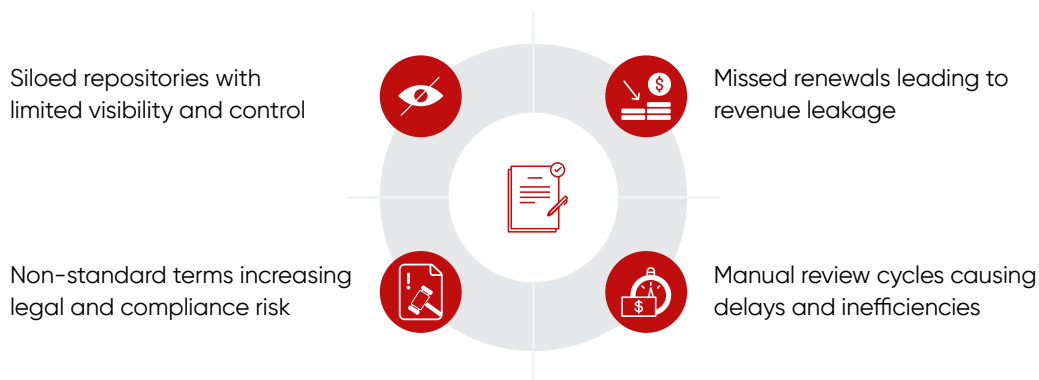 Siloed repositories with
limited visibility and control
Missed renewals leading to
revenue leakage
Non-standard terms increasing
legal and compliance risk
Manual review cycles causing
delays and inefficiencies
$
$